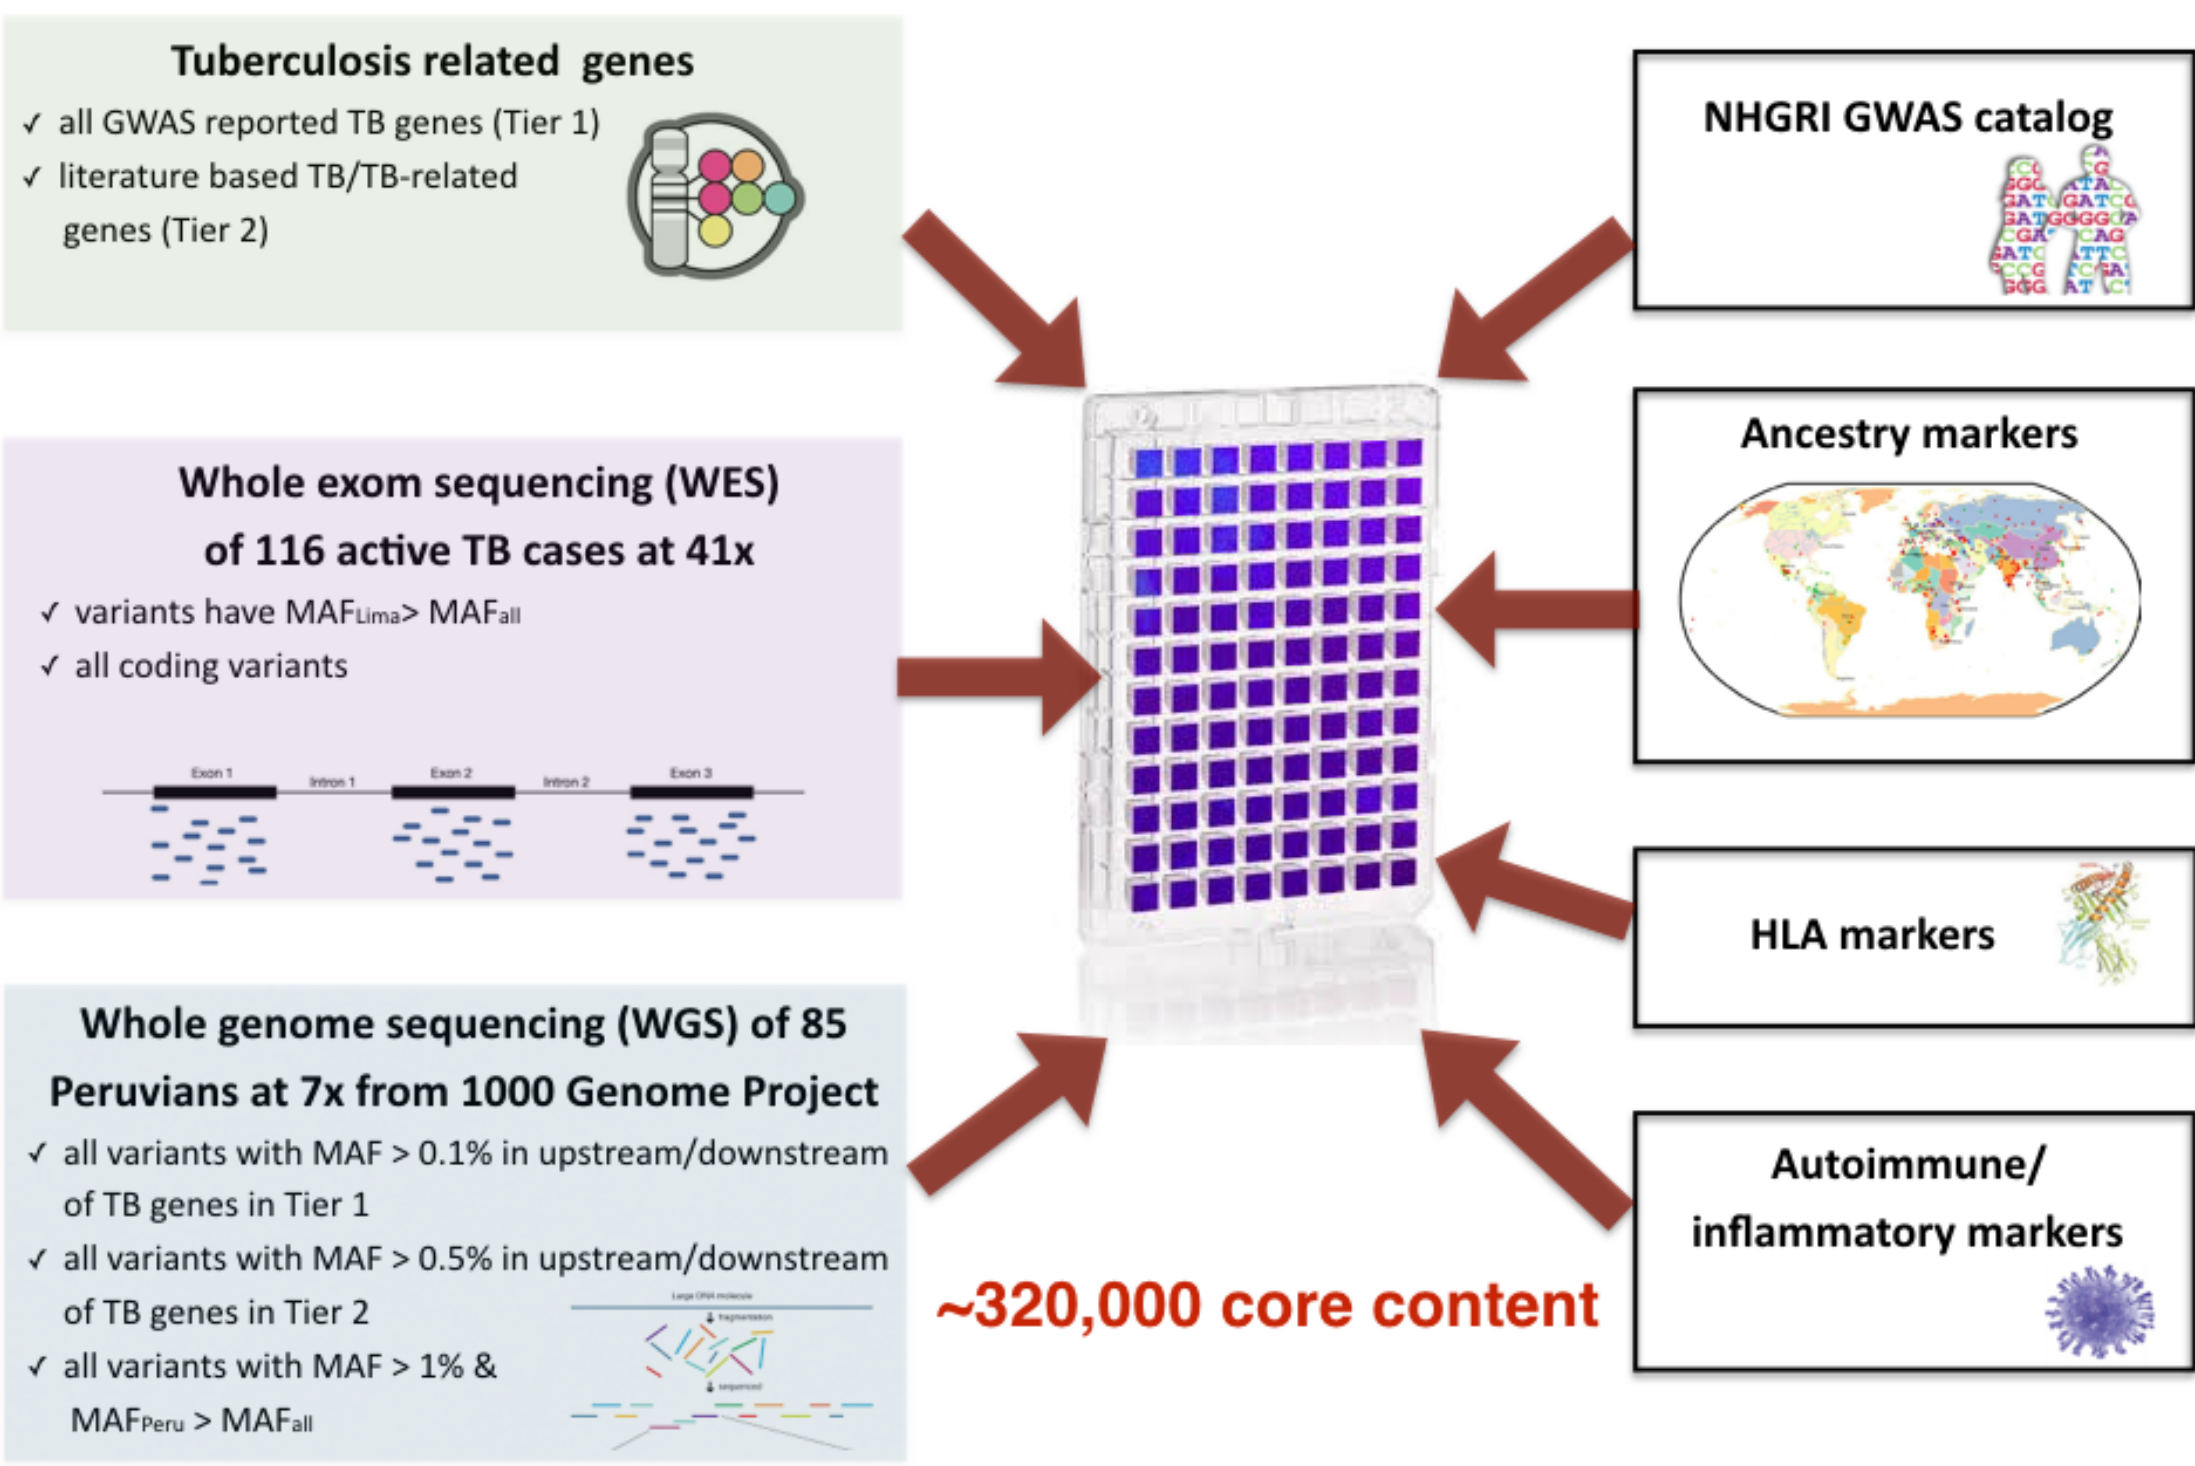 Tuberculosis related genes
✓ all GWAS reported TB genes (Tier 1)
✓ literature based TB/TB-related
genes (Tier 2)
Whole exom sequencing (WES)
of 116 active TB cases at 41x
✓ variants have MAFLima> MAFall
✓ all coding variants
Exon 1
Intron 1
Exon 2
Intron 2
Exon 3
Whole genome sequencing (WGS) of 85
Peruvians at 7x from 1000 Genome Project
✓ all variants with MAF > 0.1% in upstream/downstream
of TB genes in Tier 1
✓ all variants with MAF > 0.5% in upstream/downstream
of TB genes in Tier 2
✓ all variants with MAF > 1% &
MAFPeru > MAFall
Large DNA molecule
fragmentation
sequenced
~320,000 core content
NHGRI GWAS catalog
Ancestry markers
HLA markers
Autoimmune/
inflammatory markers